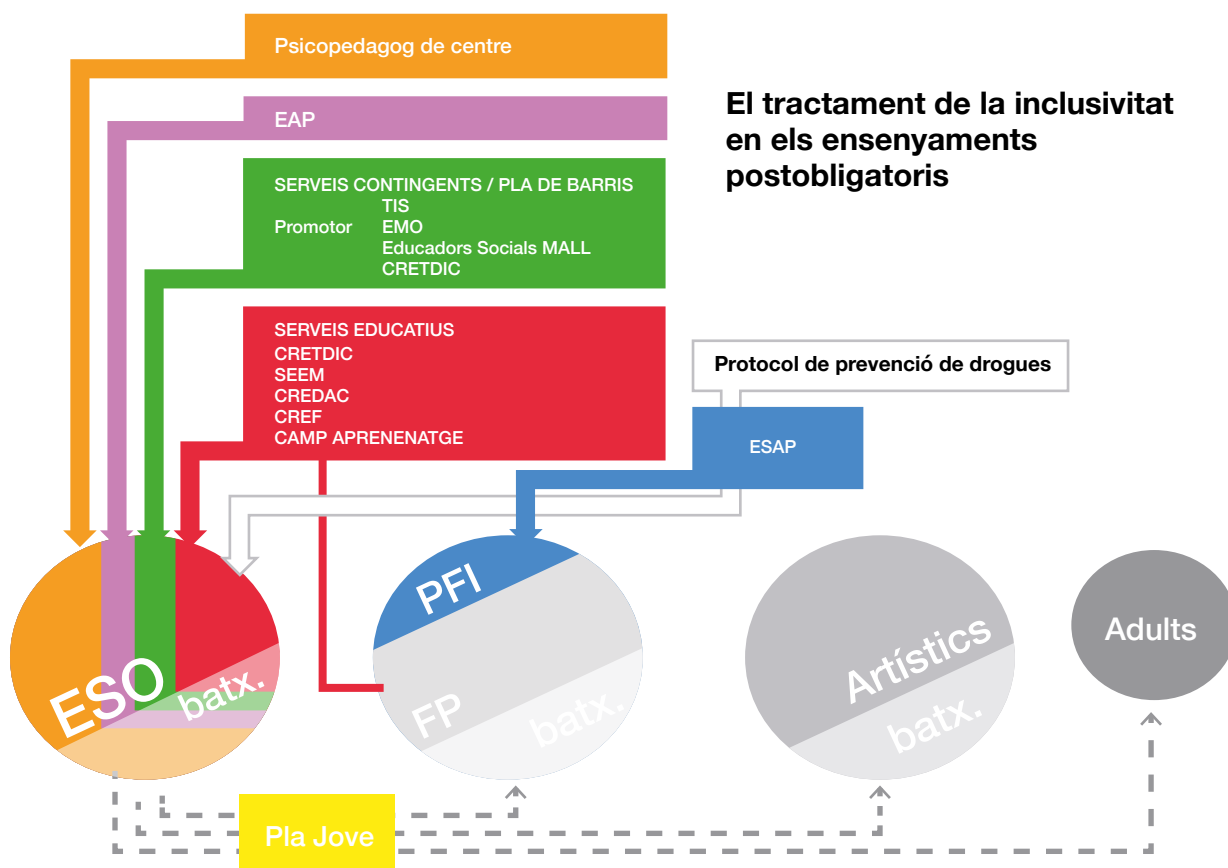 Psicopedagog de centre
El tractament de la inclusivitat
en els ensenyaments
postobligatoris
EAP
SERVEIS CONTINGENTS / PLA DE BARRIS
TIS
Promotor EMO
Educadors Socials MALL
CRETDIC
SERVEIS EDUCATIUS
CRETDIC
SEEM
CREDAC
CREF
CAMP APRENENATGE
Protocol de prevenció de drogues
ESAP
ESO
batx.
PFI
FP
batx.
Artístics
batx.
Adults
Pla Jove